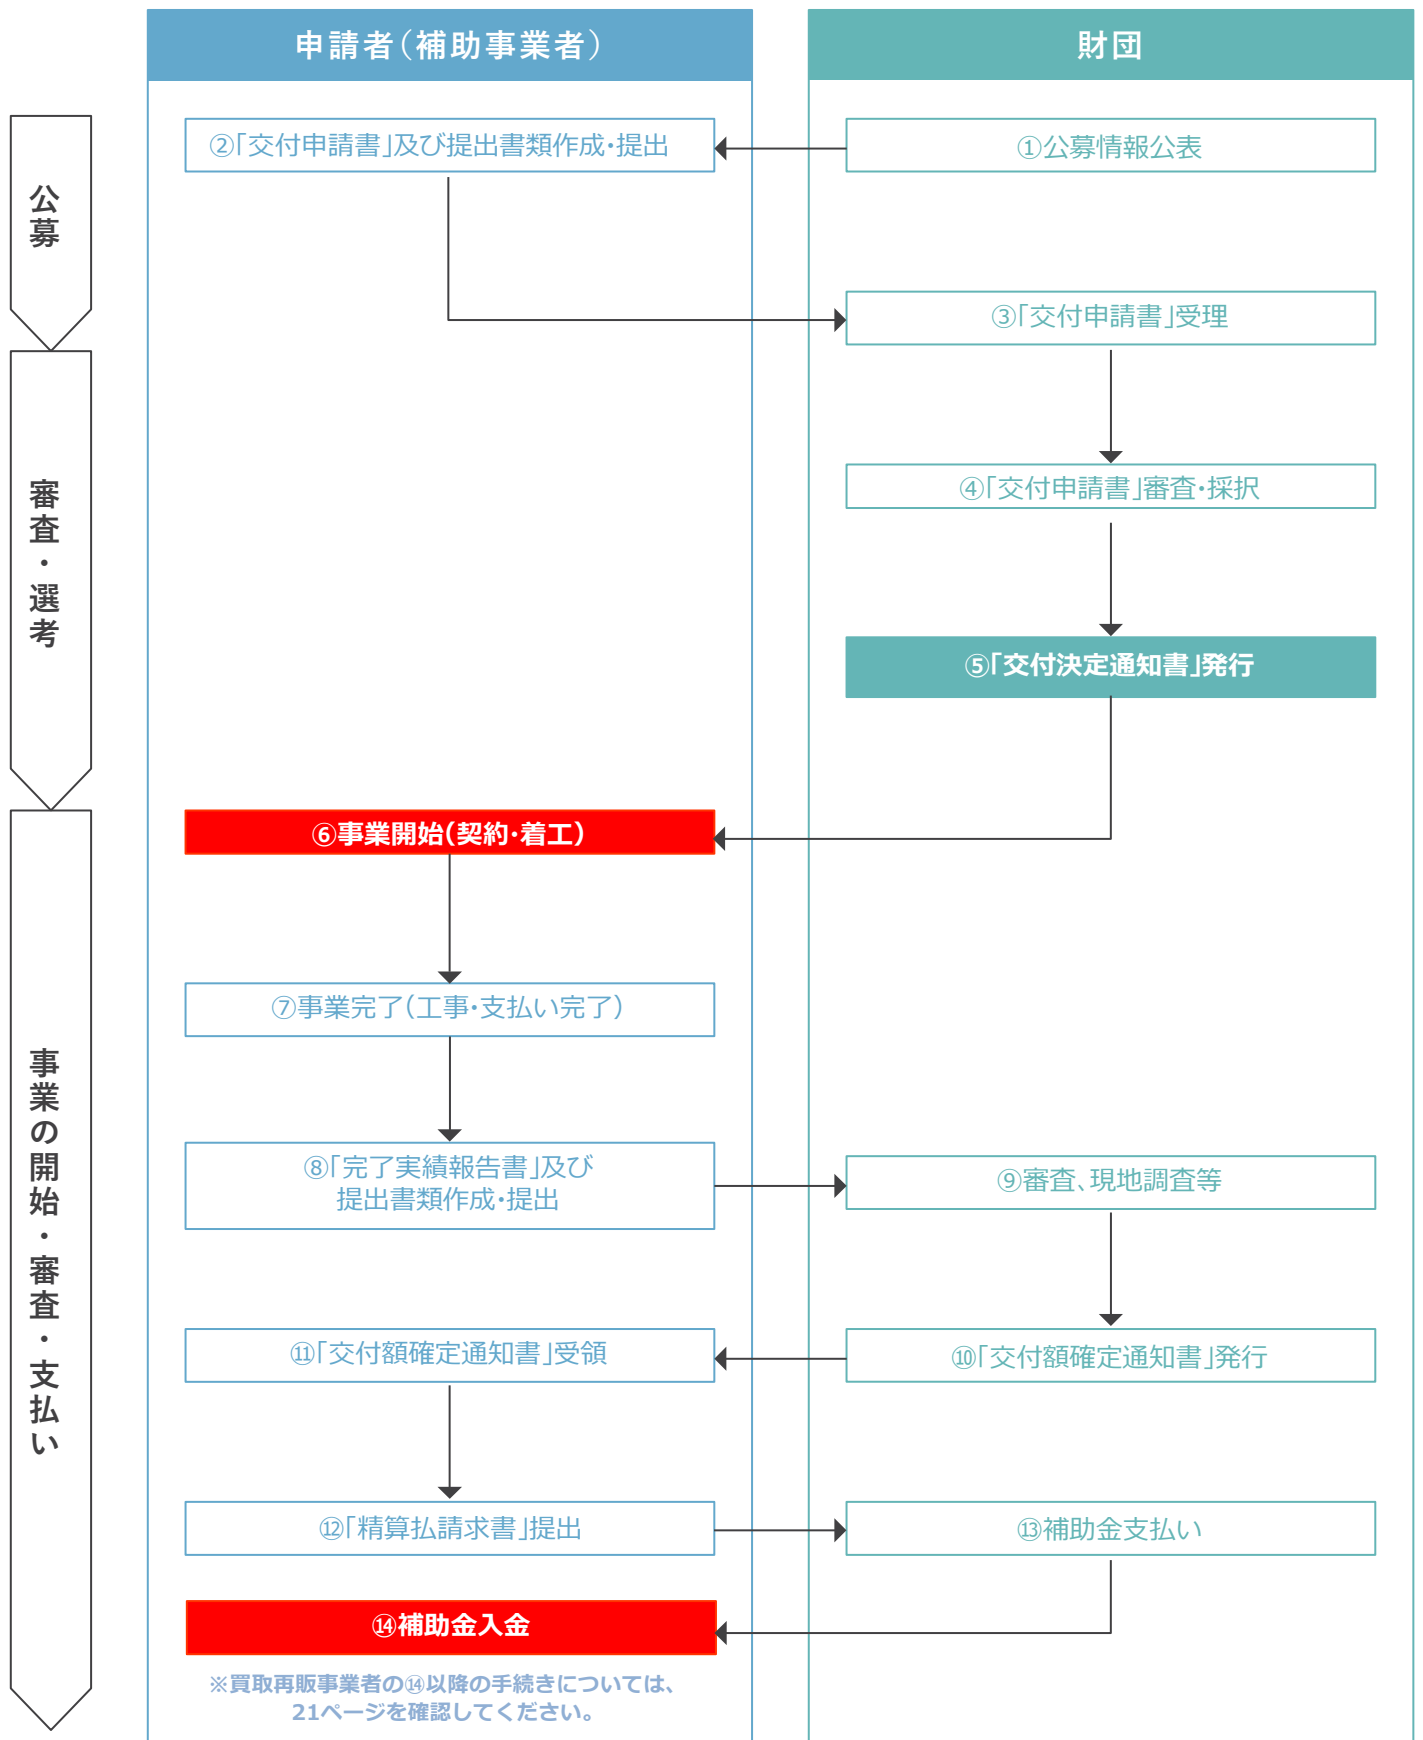 申請者（補助事業者）
財団
公募
審査・選考
事業の開始・審査・支払い
①公募情報公表
②「交付申請書」及び提出書類作成・提出
③「交付申請書」受理
④「交付申請書」審査・採択
⑤「交付決定通知書」発行
⑥事業開始（契約・着工）
⑦事業完了（工事・支払い完了）
⑧「完了実績報告書」及び
提出書類作成・提出
⑨審査、現地調査等
⑩「交付額確定通知書」発行
⑪「交付額確定通知書」受領
⑫「精算払請求書」提出
⑬補助金支払い
⑭補助金入金
※買取再販事業者の⑭以降の手続きについては、
21ページを確認してください。